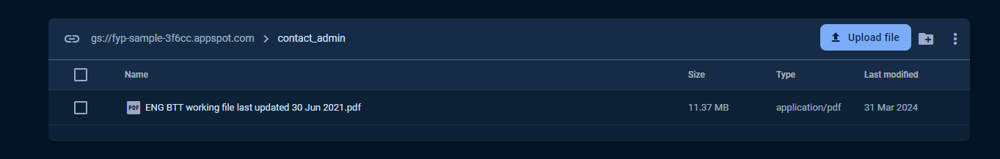 gs://fyp-sample-3f6cc.appspot.com > contact_admin Upload file
Name Size Type Last modified
PDF ENG BTT working file last updated 30 Jun 2021.pdf 11.37 MB application/pdf 31 Mar 2024